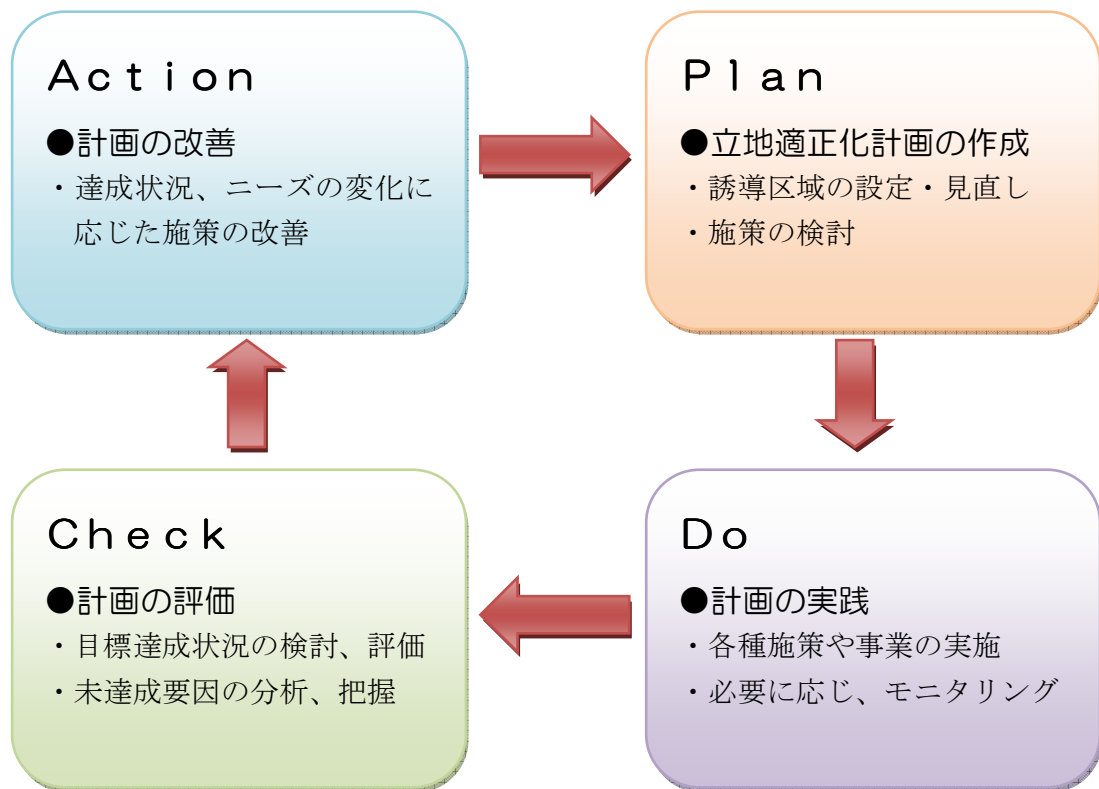 Ａｃｔｉｏｎ
●計画の改善
・達成状況、ニーズの変化に
応じた施策の改善
Ｐｌａｎ
●立地適正化計画の作成
・誘導区域の設定・見直し
・施策の検討
Ｃｈｅｃｋ
●計画の評価
・目標達成状況の検討、評価
・未達成要因の分析、把握
Ｄｏ
●計画の実践
・各種施策や事業の実施
・必要に応じ、モニタリング